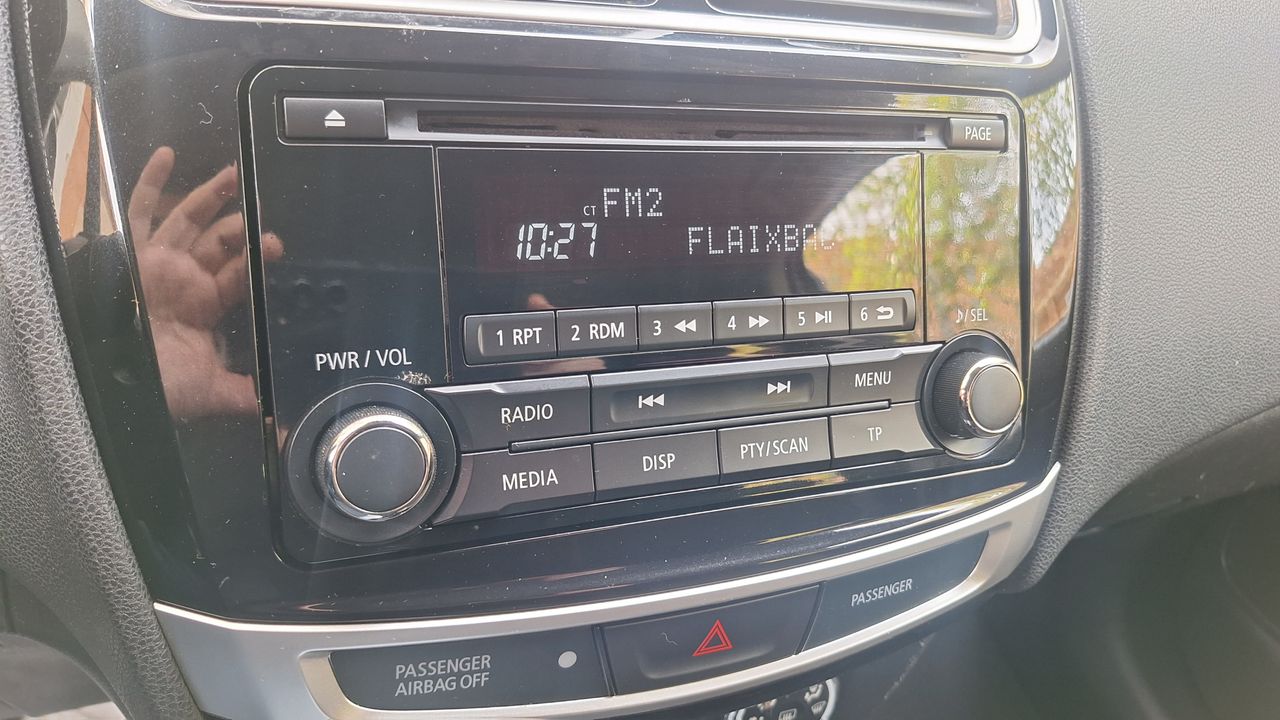 PAGE
CT FM2
10:27 FLAIXBAC
1 RPT 2 RDM 3 4 5 6
♪/SEL
PWR / VOL
RADIO MENU
MEDIA DISP PTY/SCAN TP
PASSENGER
PASSENGER
AIRBAG OFF